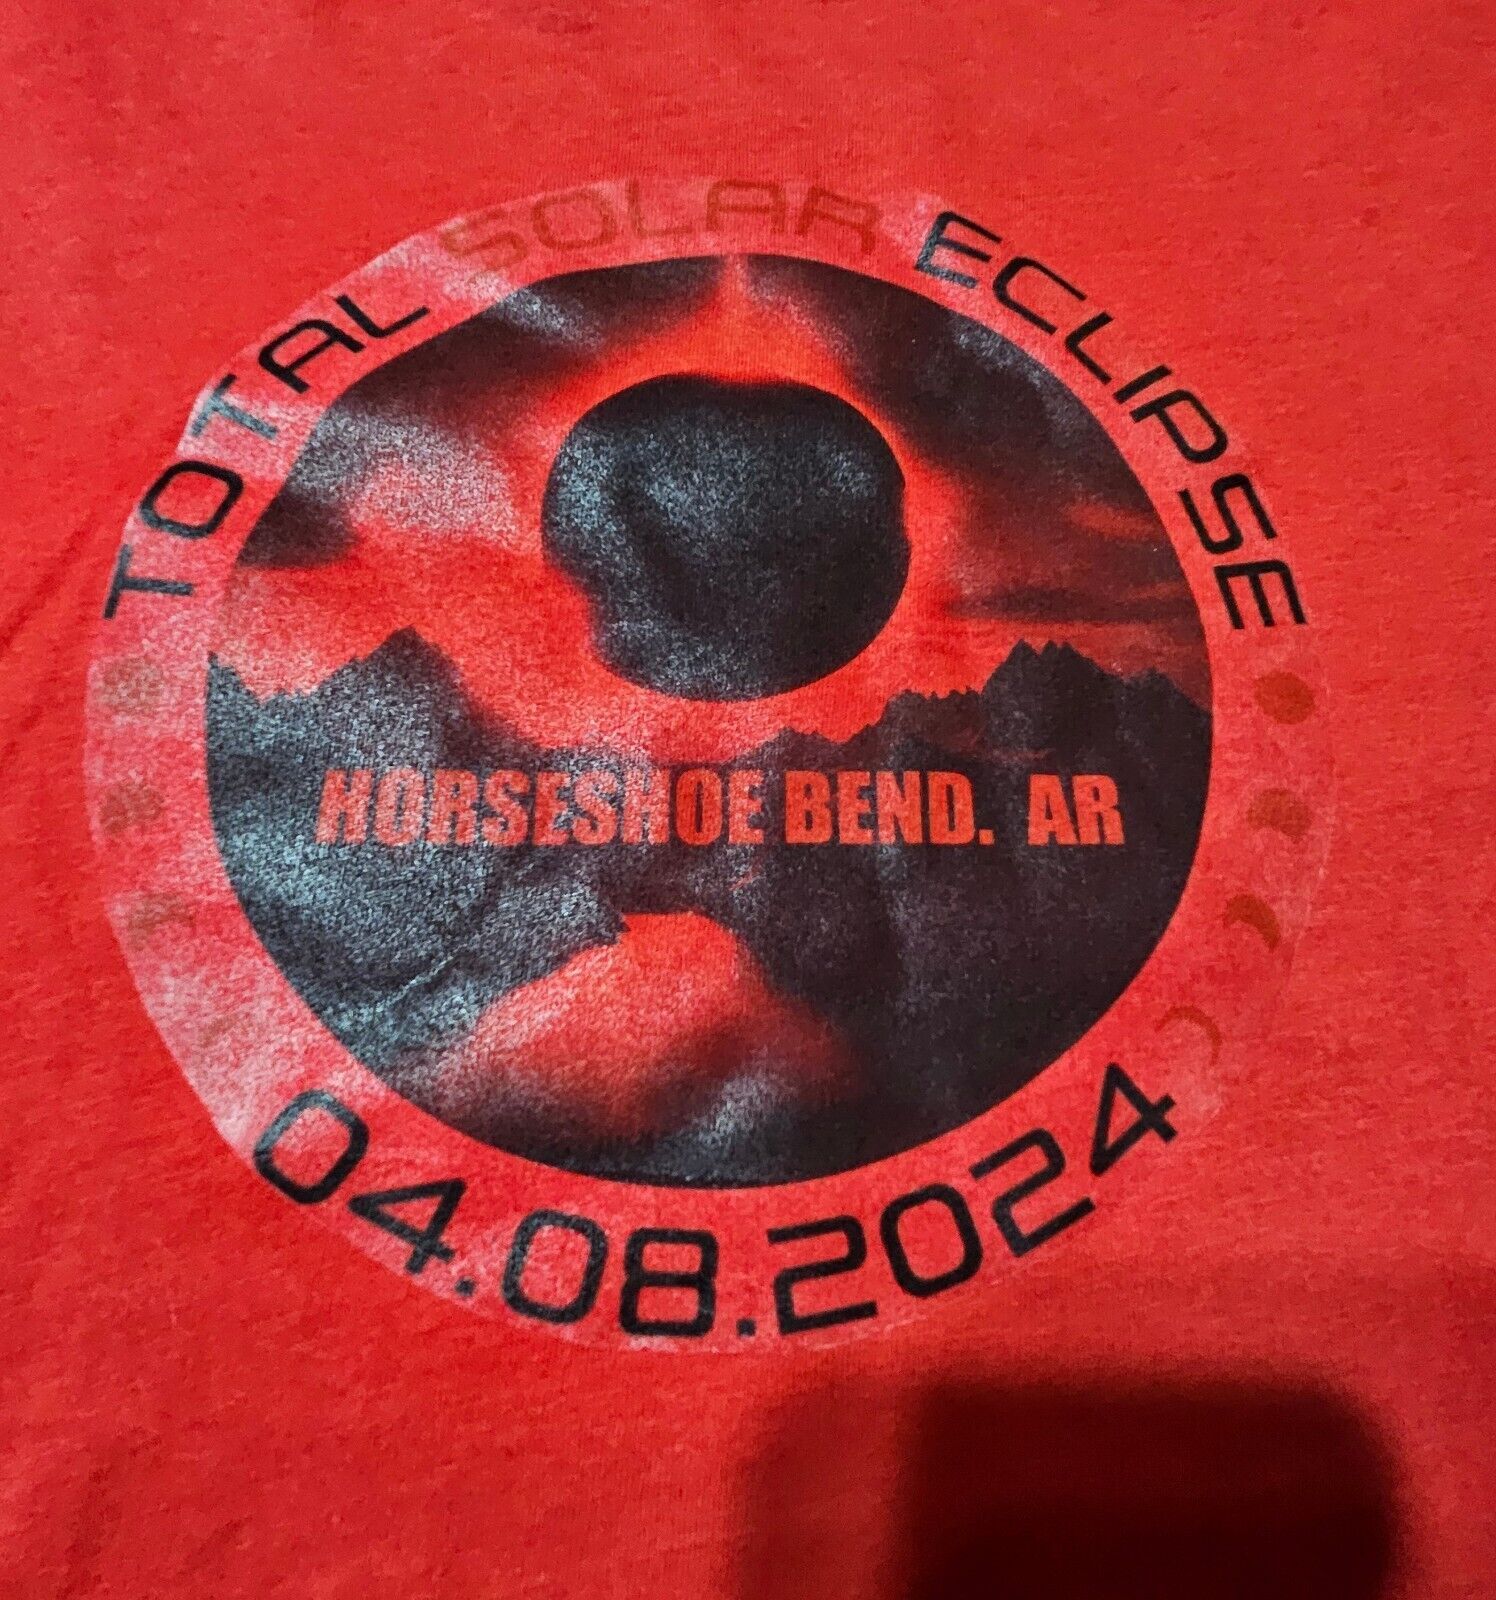 TOTAL SOLAR ECLIPSE
HORSESHOE BEND. AR
04.08.2024